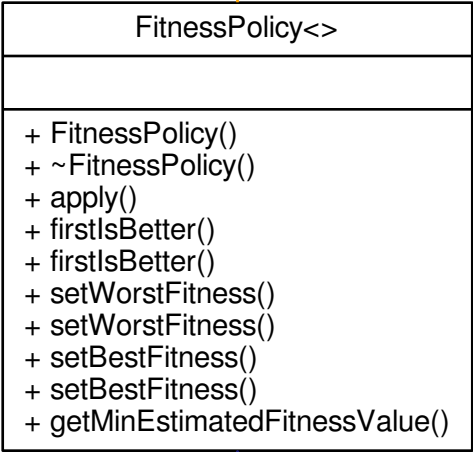 FitnessPolicy<>
+ FitnessPolicy()
+ ~FitnessPolicy()
+ apply()
+ firstIsBetter()
+ firstIsBetter()
+ setWorstFitness()
+ setWorstFitness()
+ setBestFitness()
+ setBestFitness()
+ getMinEstimatedFitnessValue()